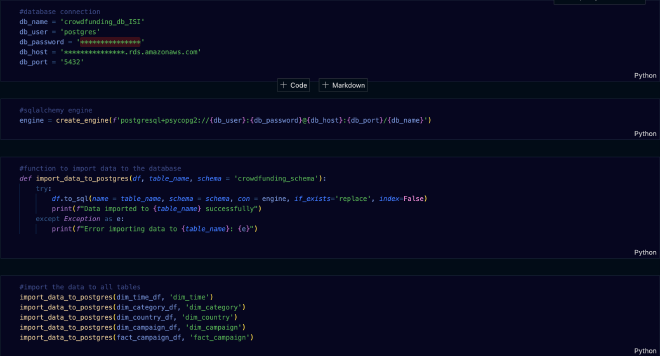 #database connection
db_name = 'crowdfunding_db_ISI'
db_user = 'postgres'
db_password = '***************'
db_host = '***************.rds.amazonaws.com'
db_port = '5432'
Python
+ Code + Markdown
#sqlalchemy engine
engine = create_engine(f'postgresql+psycopg2://{db_user}:{db_password}@{db_host}:{db_port}/{db_name}')
Python
#function to import data to the database
def import_data_to_postgres(df, table_name, schema = 'crowdfunding_schema'):
try:
df.to_sql(name = table_name, schema = schema, con = engine, if_exists='replace', index=False)
print(f"Data imported to {table_name} successfully")
except Exception as e:
print(f"Error importing data to {table_name}: {e}")
Python
#import the data to all tables
import_data_to_postgres(dim_time_df, 'dim_time')
import_data_to_postgres(dim_category_df, 'dim_category')
import_data_to_postgres(dim_country_df, 'dim_country')
import_data_to_postgres(dim_campaign_df, 'dim_campaign')
import_data_to_postgres(fact_campaign_df, 'fact_campaign')
Python